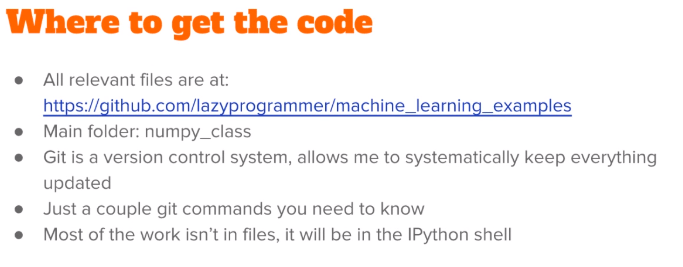 Where to get the code
● All relevant files are at:
https://github.com/lazyprogrammer/machine_learning_examples
● Main folder: numpy_class
● Git is a version control system, allows me to systematically keep everything
updated
● Just a couple git commands you need to know
● Most of the work isn't in files, it will be in the IPython shell